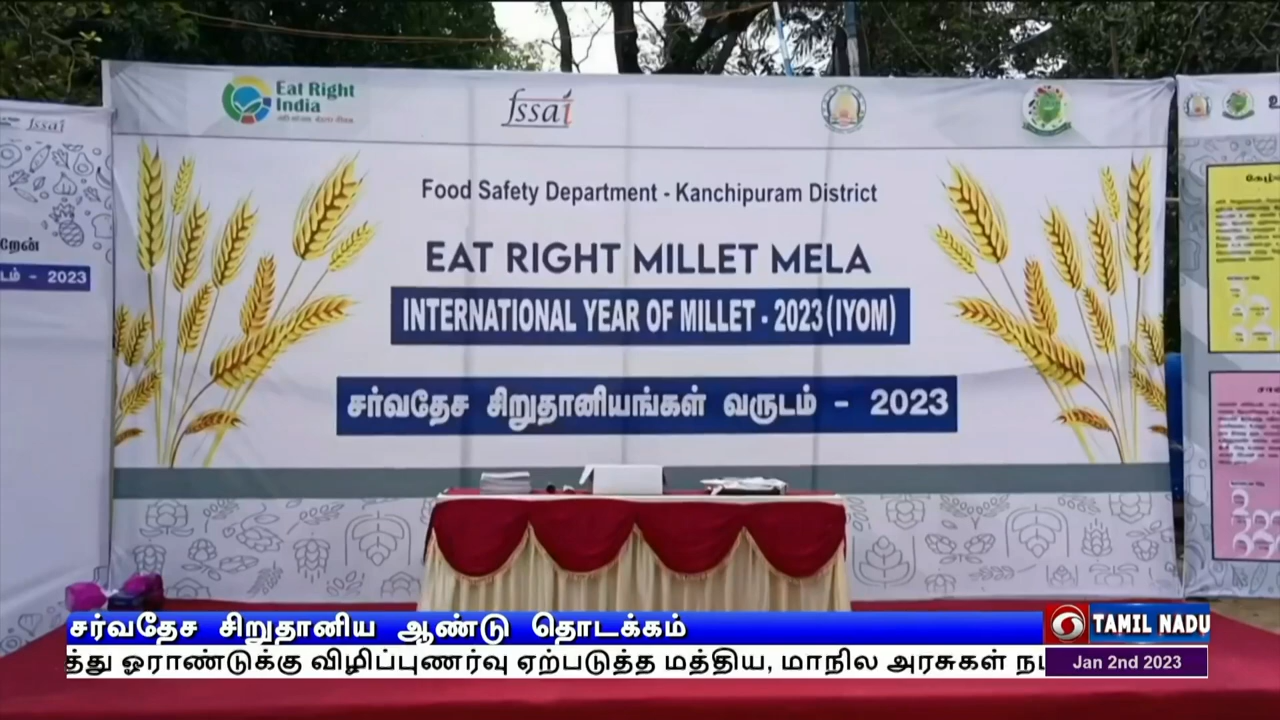 Eat Right
India
fssai
Food Safety Department - Kanchipuram District
EAT RIGHT MILLET MELA
INTERNATIONAL YEAR OF MILLET - 2023 (IYOM)
சர்வதேச சிறுதானியங்கள் வருடம் - 2023
fssai
றேன்
டம் - 2023
உ
சர்வதேச சிறுதானிய ஆண்டு தொடக்கம்
த்து ஓராண்டுக்கு விழிப்புணர்வு ஏற்படுத்த மத்திய, மாநில அரசுகள்
TAMIL NADU
Jan 2nd 2023